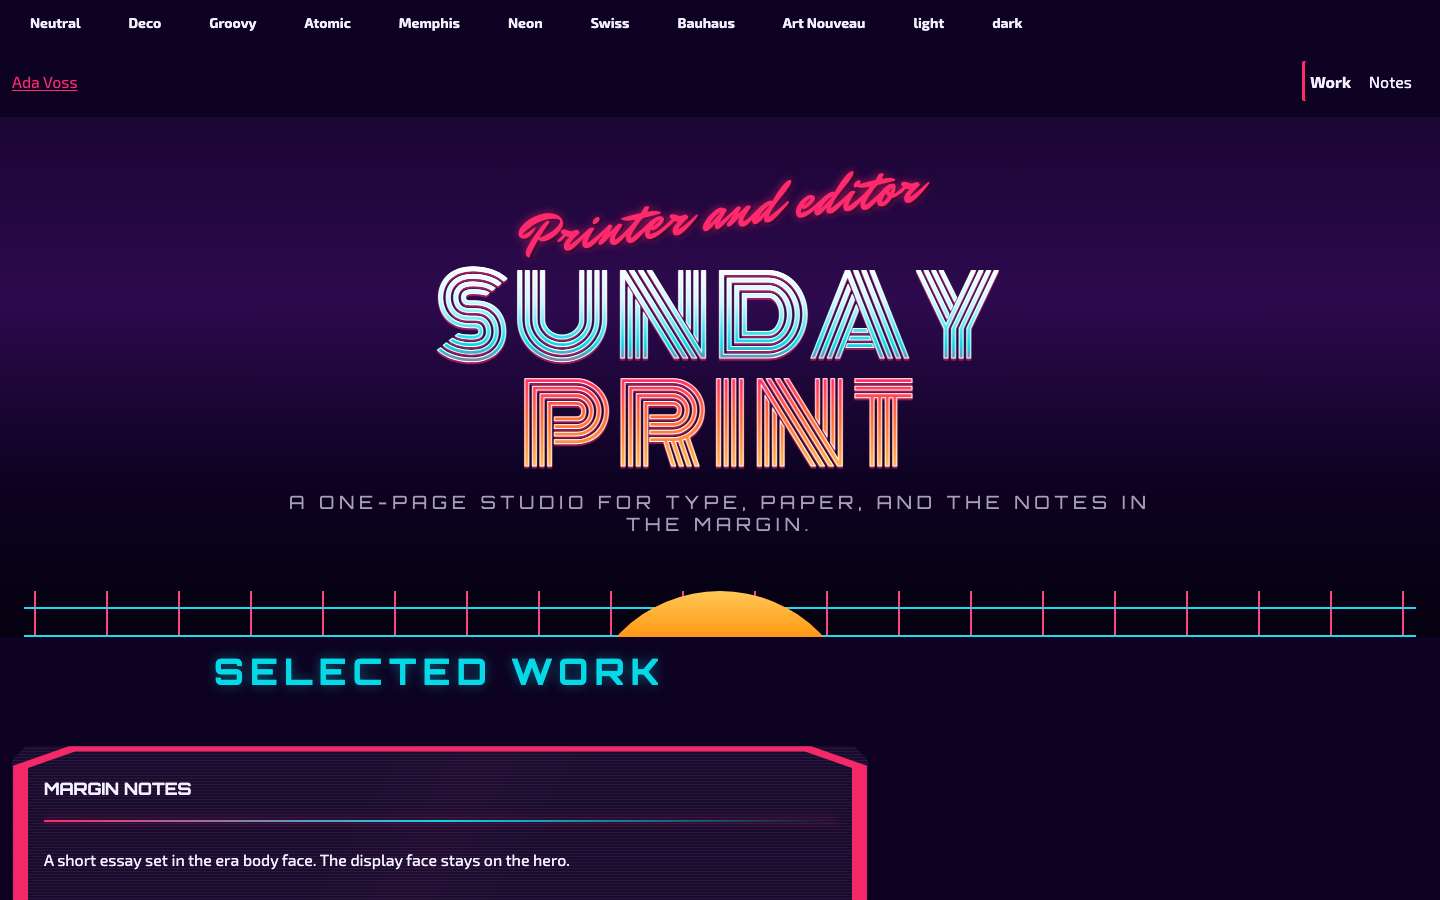 Neutral Deco Groovy Atomic Memphis Neon Swiss Bauhaus Art Nouveau light dark
Ada Voss Work Notes
Printer and editor
SUNDAY
PRINT
A ONE-PAGE STUDIO FOR TYPE, PAPER, AND THE NOTES IN
THE MARGIN.
SELECTED WORK
MARGIN NOTES
A short essay set in the era body face. The display face stays on the hero.